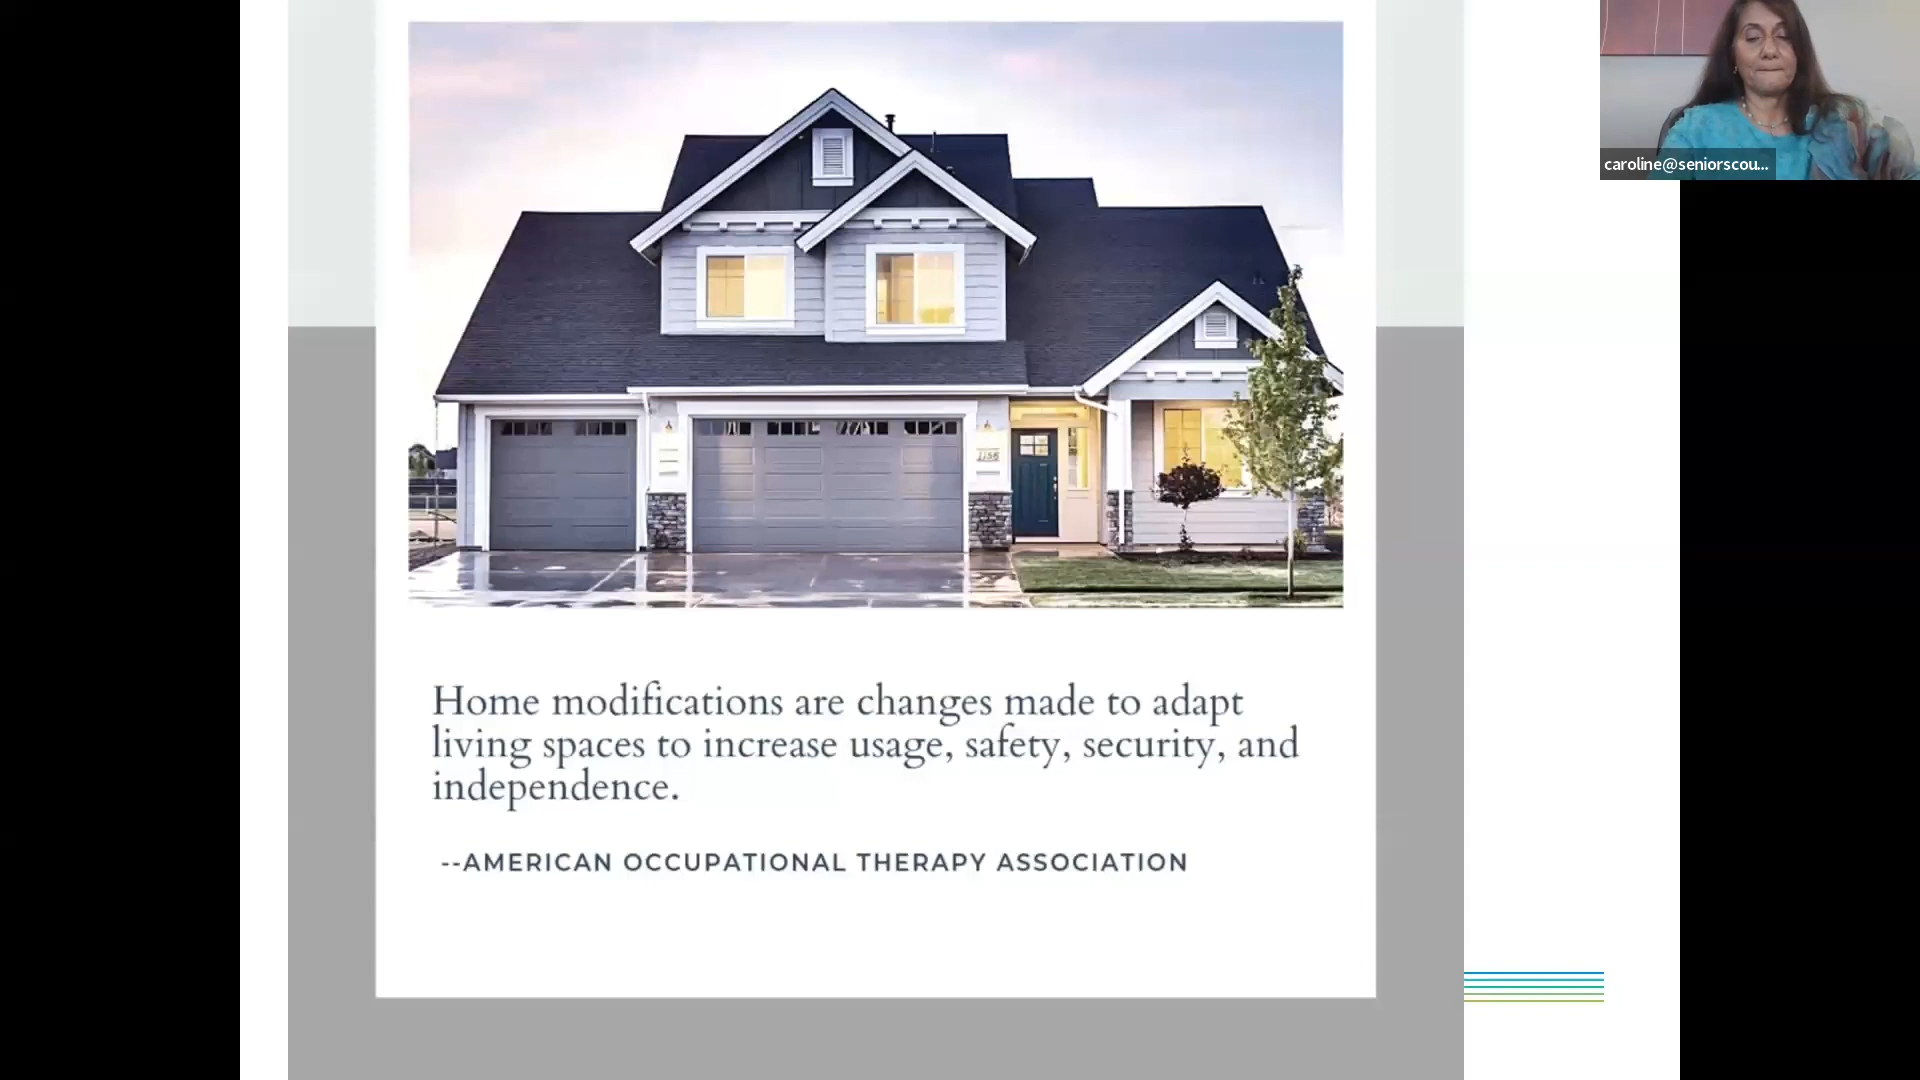 caroline@seniorscou...
1158
Home modifications are changes made to adapt
living spaces to increase usage, safety, security, and
independence.
--AMERICAN OCCUPATIONAL THERAPY ASSOCIATION